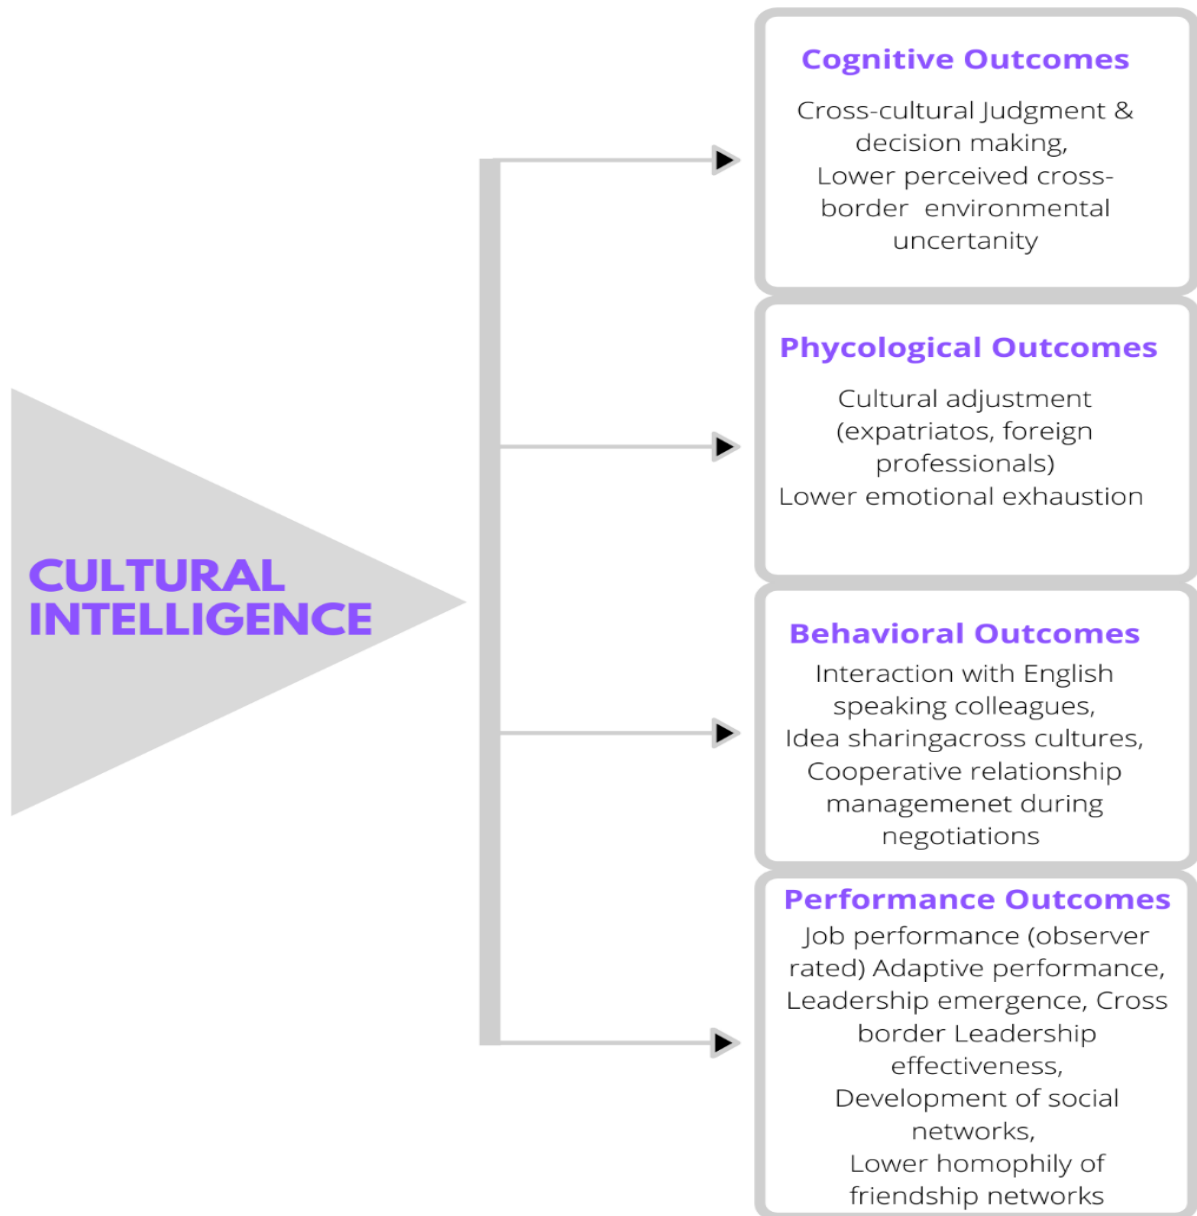 CULTURAL
INTELLIGENCE
Cognitive Outcomes
Cross-cultural Judgment &
decision making,
Lower perceived cross-
border environmental
uncertanity
Phycological Outcomes
Cultural adjustment
(expatriatos, foreign
professionals)
Lower emotional exhaustion
Behavioral Outcomes
Interaction with English
speaking colleagues,
Idea sharingacross cultures,
Cooperative relationship
managemenet during
negotiations
Performance Outcomes
Job performance (observer
rated) Adaptive performance,
Leadership emergence, Cross
border Leadership
effectiveness,
Development of social
networks,
Lower homophily of
friendship networks